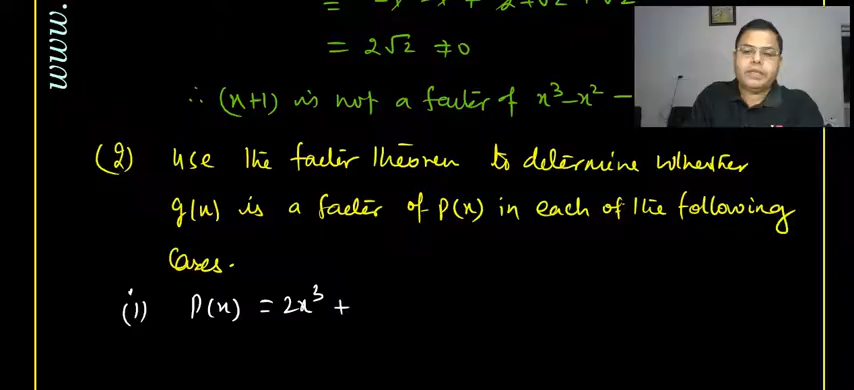 www.
= 2√2 ≠0
∴ (x+1) is not a factor of x³-x² -
(2) use the factor theorem to determine whether
g(x) is a factor of P(x) in each of the following
Cases.
(i) P(x) = 2x³ +